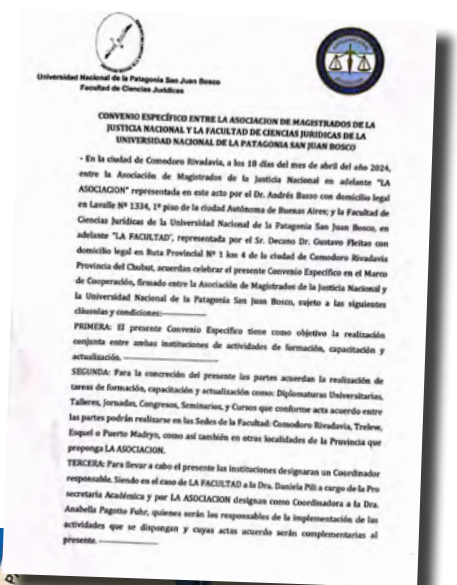 Universidad Nacional de la Patagonia San Juan Bosco
Facultad de Ciencias Jurídicas
CONVENIO ESPECÍFICO ENTRE LA ASOCIACION DE MAGISTRADOS DE LA
JUSTICIA NACIONAL Y LA FACULTAD DE CIENCIAS JURIDICAS DE LA
UNIVERSIDAD NACIONAL DE LA PATAGONIA SAN JUAN BOSCO
- En la ciudad de Comodoro Rivadavia, a los 18 días del mes de abril del año 2024,
entre la Asociación de Magistrados de la Justicia Nacional en adelante "LA
ASOCIACION" representada en este acto por el Dr. Andrés Basso con domicilio legal
en Lavalle Nº 1334, 1º piso de la ciudad Autónoma de Buenos Aires; y la Facultad de
Ciencias Jurídicas de la Universidad Nacional de la Patagonia San Juan Bosco, en
adelante "LA FACULTAD", representada por el Sr. Decano Dr. Gustavo Fleitas con
domicilio legal en Ruta Provincial Nº 1 km 4 de la ciudad de Comodoro Rivadavia
Provincia del Chubut, acuerdan celebrar el presente Convenio Específico en el Marco
de Cooperación, firmado entre la Asociación de Magistrados de la Justicia Nacional y
la Universidad Nacional de la Patagonia San Juan Bosco, sujeto a las siguientes
cláusulas y condiciones:--------------
PRIMERA: El presente Convenio Especifico tiene como objetivo la realización
conjunta entre ambas instituciones de actividades de formación, capacitación y
actualización. ----------------------
SEGUNDA: Para la concreción del presente las partes acuerdan la realización de
tareas de formación, capacitación y actualización como: Diplomaturas Universitarias,
Talleres, Jornadas, Congresos, Seminarios, y Cursos que conforme acta acuerdo entre
las partes podrán realizarse en las Sedes de la Facultad: Comodoro Rivadavia, Trelew,
Esquel o Puerto Madryn, como así también en otras localidades de la Provincia que
proponga LA ASOCIACION.
TERCERA: Para llevar a cabo el presente las instituciones designaran un Coordinador
responsable. Siendo en el caso de LA FACULTAD a la Dra. Daniela Pili a cargo de la Pro
secretaria Académica y por LA ASOCIACION designan como Coordinadora a la Dra.
Anabella Pagotto Fuhr, quienes serán los responsables de la implementación de las
actividades que se dispongan y cuyas actas acuerdo serán complementarias al
presente. --------------